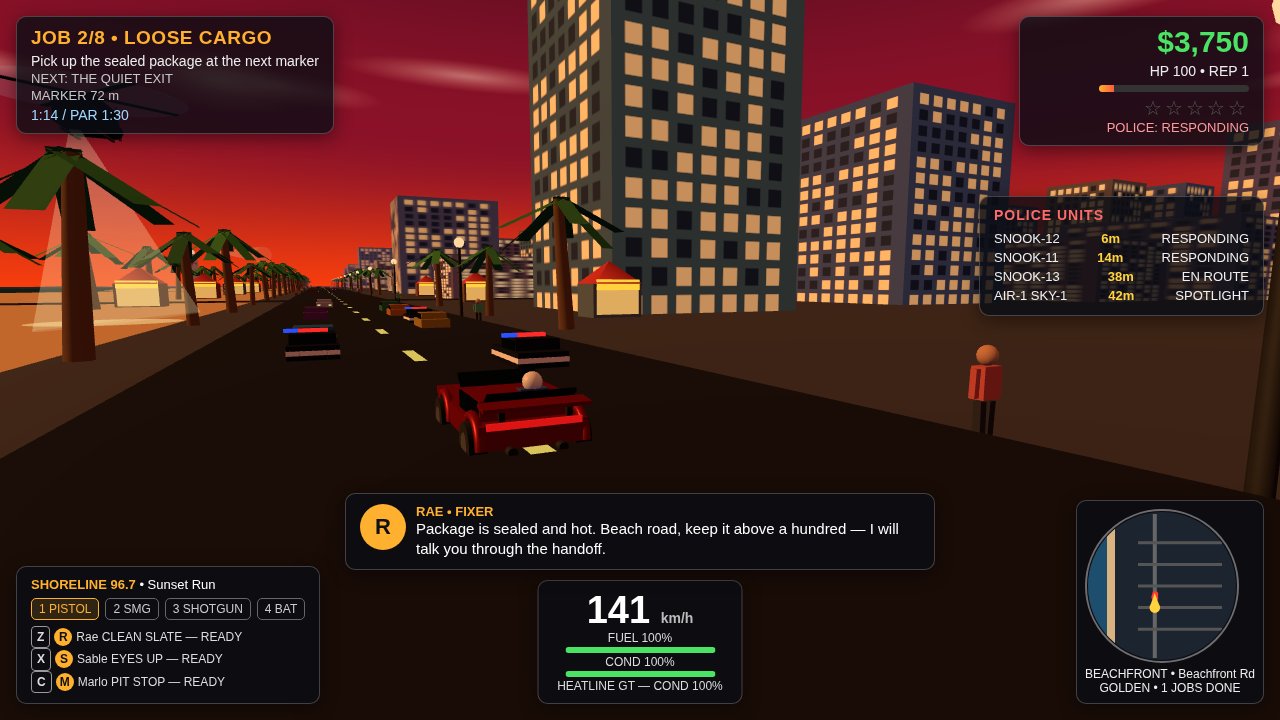 JOB 2/8 • LOOSE CARGO
Pick up the sealed package at the next marker
NEXT: THE QUIET EXIT
MARKER 72 m
1:14 / PAR 1:30
$3,750
HP 100 • REP 1
☆ ☆ ☆ ☆ ☆
POLICE: RESPONDING
POLICE UNITS
SNOOK-12 6m RESPONDING
SNOOK-11 14m RESPONDING
SNOOK-13 38m EN ROUTE
AIR-1 SKY-1 42m SPOTLIGHT
R
RAE • FIXER
Package is sealed and hot. Beach road, keep it above a hundred — I will
talk you through the handoff.
SHORELINE 96.7 • Sunset Run
1 PISTOL 2 SMG 3 SHOTGUN 4 BAT
Z R Rae CLEAN SLATE — READY
X S Sable EYES UP — READY
C M Marlo PIT STOP — READY
141 km/h
FUEL 100%
COND 100%
HEATLINE GT — COND 100%
BEACHFRONT • Beachfront Rd
GOLDEN • 1 JOBS DONE